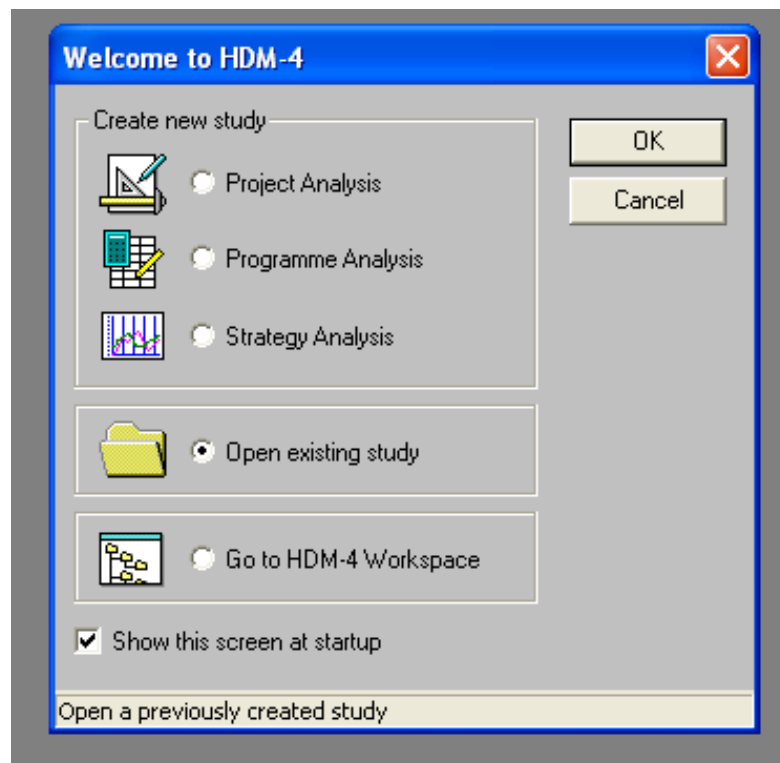 Welcome to HDM-4
Create new study
Project Analysis
Programme Analysis
Strategy Analysis
Open existing study
Go to HDM-4 Workspace
Show this screen at startup
OK
Cancel
Open a previously created study